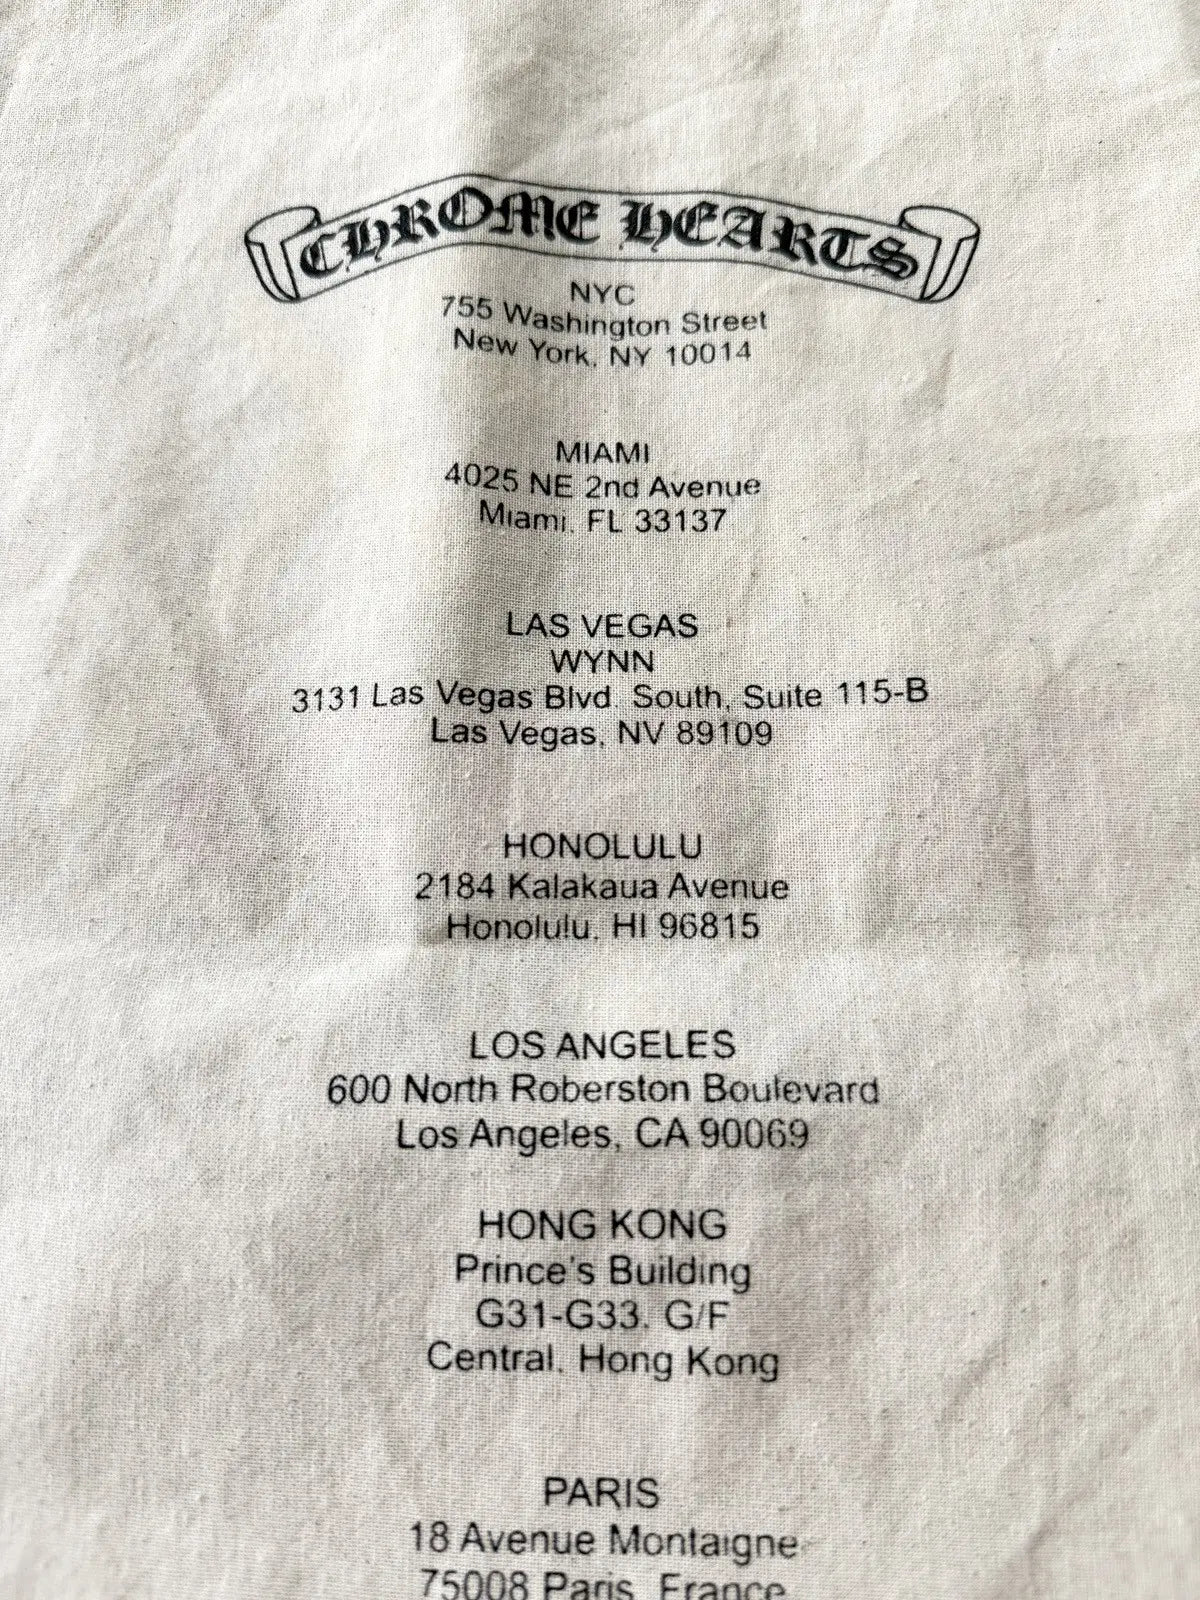 CHROME HEARTS
NYC
755 Washington Street
New York, NY 10014
MIAMI
4025 NE 2nd Avenue
Miami, FL 33137
LAS VEGAS
WYNN
3131 Las Vegas Blvd. South, Suite 115-B
Las Vegas, NV 89109
HONOLULU
2184 Kalakaua Avenue
Honolulu, HI 96815
LOS ANGELES
600 North Roberston Boulevard
Los Angeles, CA 90069
HONG KONG
Prince's Building
G31-G33, G/F
Central, Hong Kong
PARIS
18 Avenue Montaigne
75008 Paris, France